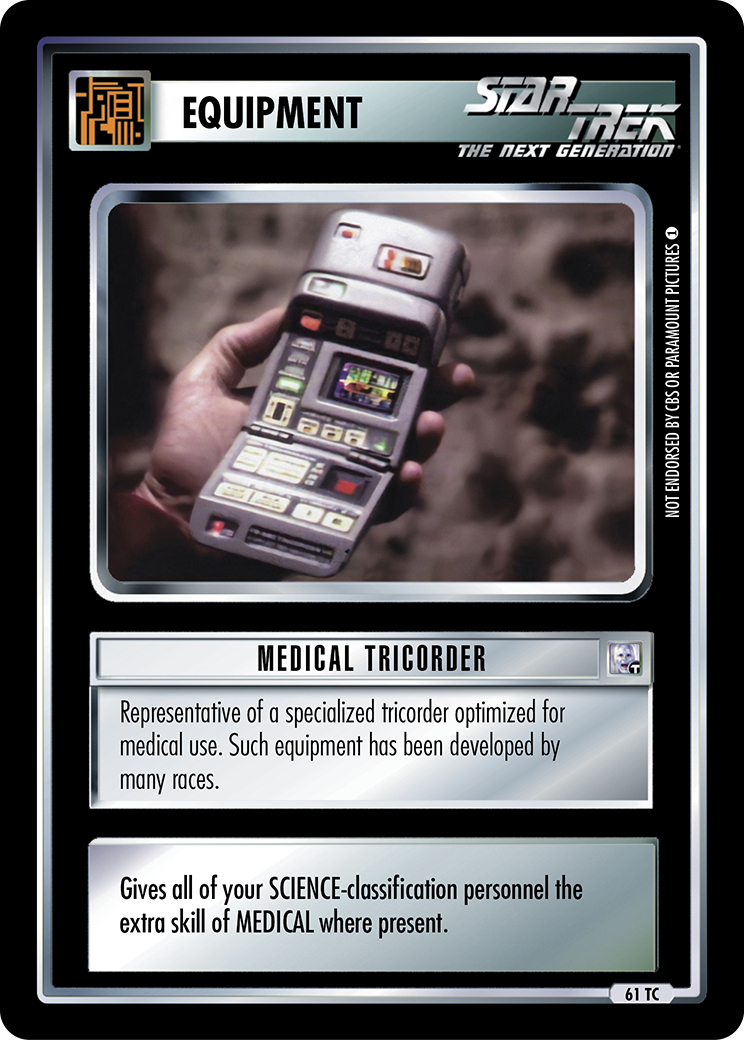 EQUIPMENT
STAR TREK
THE NEXT GENERATION
NOT ENDORSED BY CBS OR PARAMOUNT PICTURES
MEDICAL TRICORDER
T
Representative of a specialized tricorder optimized for
medical use. Such equipment has been developed by
many races.
Gives all of your SCIENCE-classification personnel the
extra skill of MEDICAL where present.
61 TC